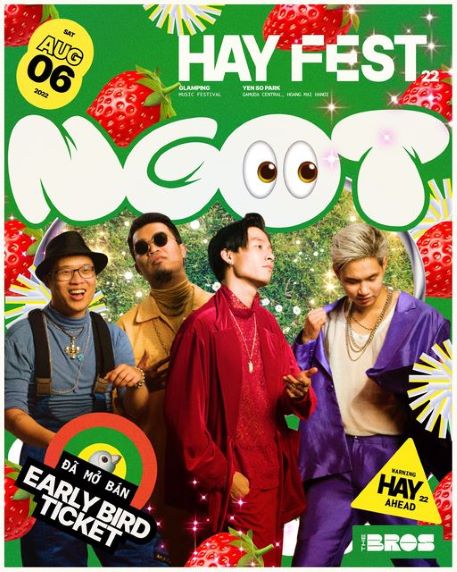 SAT
AUG
06
2022
HAY FEST
22
GLAMPING
MUSIC FESTIVAL
YEN SO PARK
GAMUDA CENTRAL, HOANG MAI HANOI
NGOT
ĐÃ MỞ BÁN
EARLY BIRD
TICKET
WARNING
HAY 22
AHEAD
THE BROS